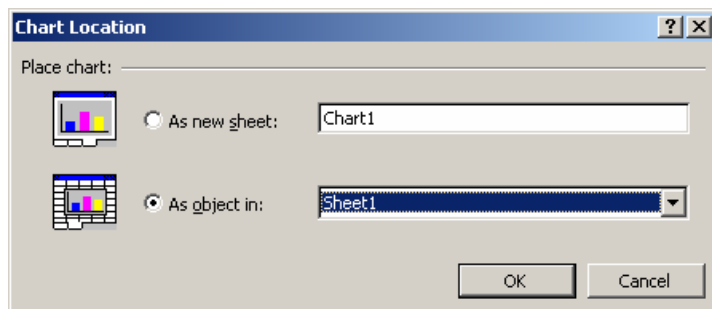 Chart Location
Place chart:
As new sheet: Chart1
As object in: Sheet1
OK Cancel